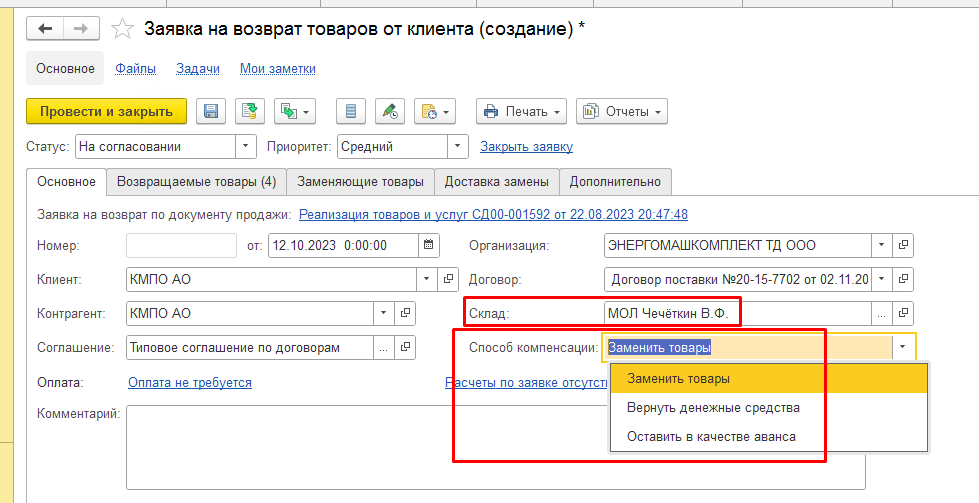 Заявка на возврат товаров от клиента (создание) *
Основное Файлы Задачи Мои заметки
Провести и закрыть Печать Отчеты
Статус: На согласовании Приоритет: Средний Закрыть заявку
Основное Возвращаемые товары (4) Заменяющие товары Доставка замены Дополнительно
Заявка на возврат по документу продажи: Реализация товаров и услуг СД00-001592 от 22.08.2023 20:47:48
Номер: от: 12.10.2023 0:00:00 Организация: ЭНЕРГОМАШКОМПЛЕКТ ТД ООО
Клиент: КМПО АО Договор: Договор поставки №20-15-7702 от 02.11.20
Контрагент: КМПО АО Склад: МОЛ Чечёткин В.Ф. ...
Соглашение: Типовое соглашение по договорам ... Способ компенсации: Заменить товары
Заменить товары
Оплата: Оплата не требуется Расчеты по заявке отсутст
Вернуть денежные средства
Комментарий:
Оставить в качестве аванса